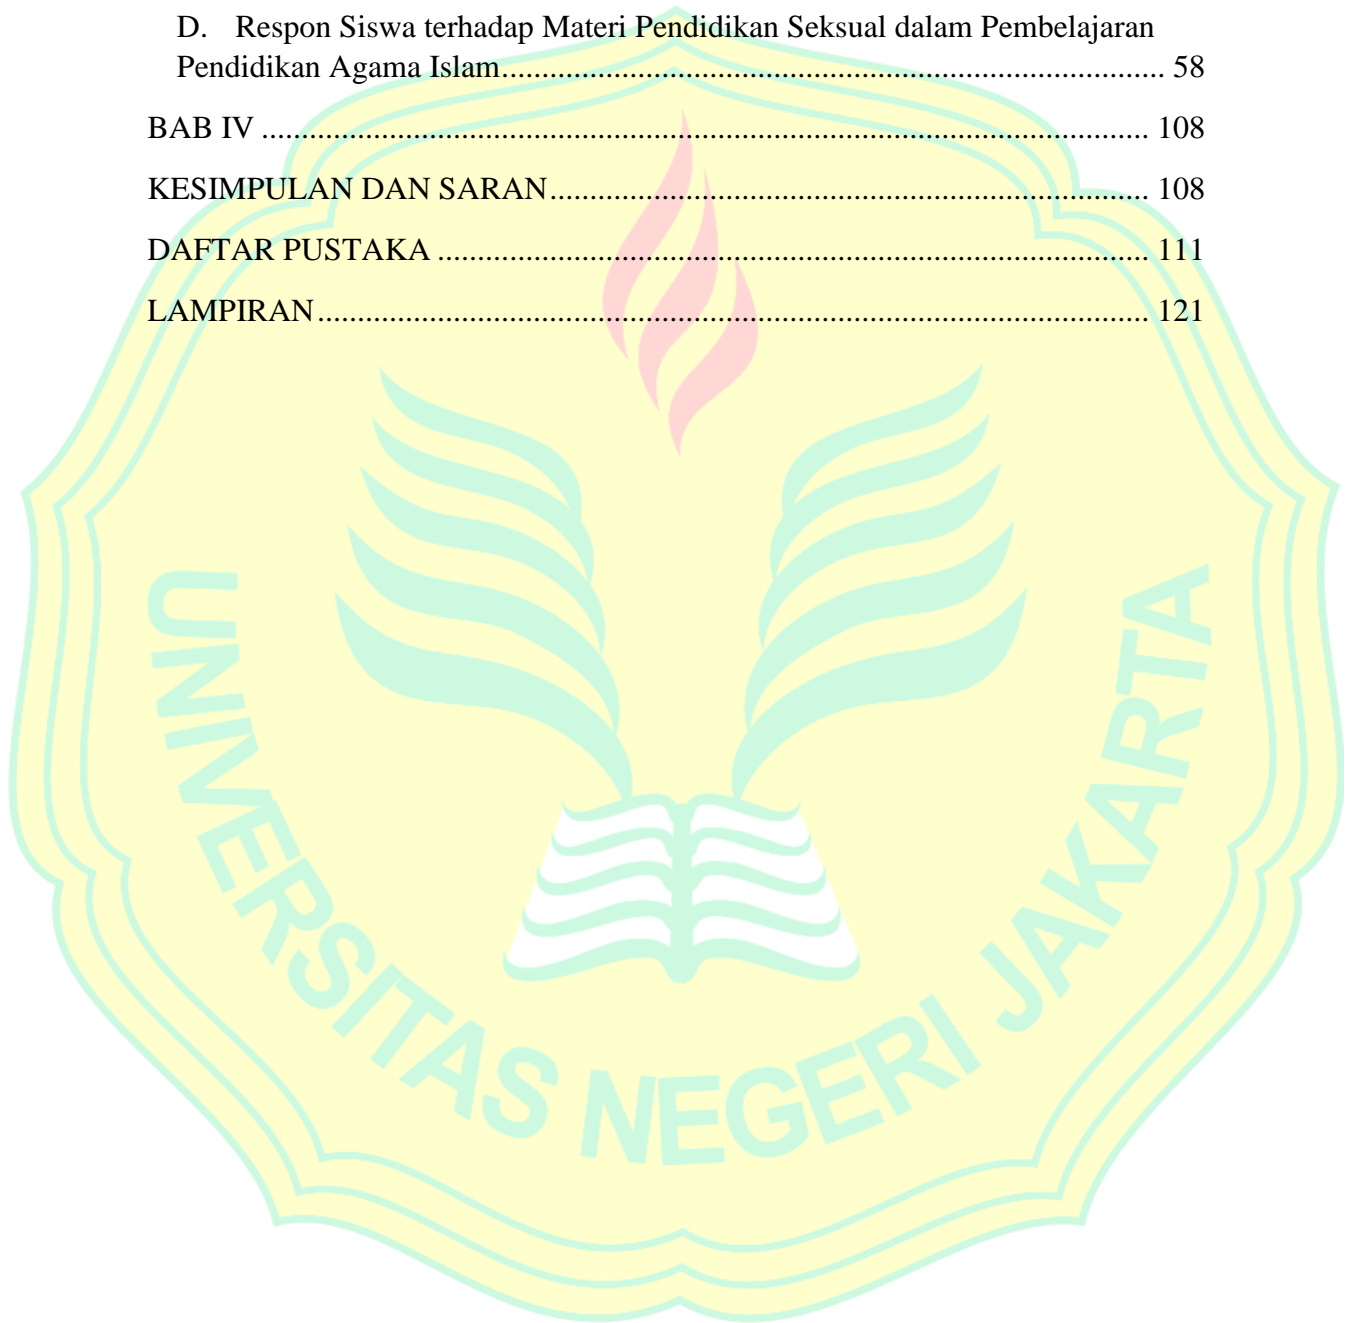 D. Respon Siswa terhadap Materi Pendidikan Seksual dalam Pembelajaran
Pendidikan Agama Islam.................................................................................. 58
BAB IV ............................................................................................................. 108
KESIMPULAN DAN SARAN.......................................................................... 108
DAFTAR PUSTAKA ........................................................................................ 111
LAMPIRAN....................................................................................................... 121
UNIVERSITAS NEGERI JAKARTA